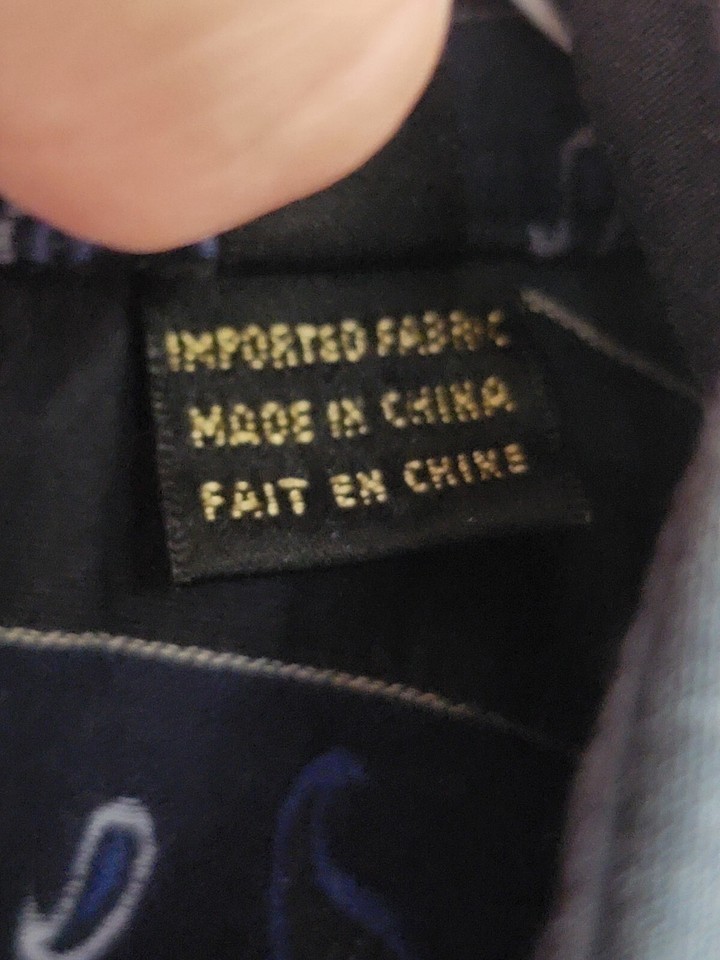 IMPORTED FABRIC
MADE IN CHINA
FAIT EN CHINE